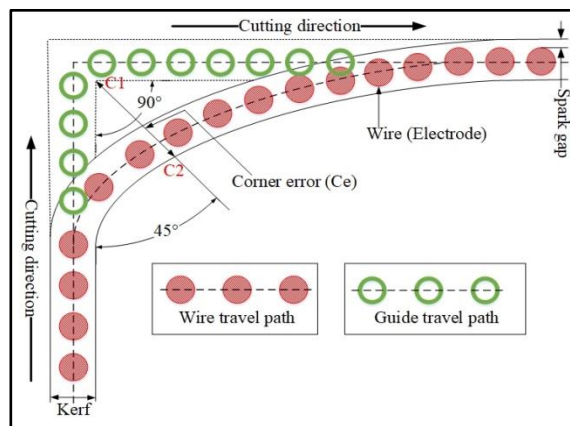 Cutting direction
C1
90°
Wire (Electrode)
Spark gap
C2
Corner error (Ce)
Cutting direction
45°
Wire travel path
Guide travel path
Kerf